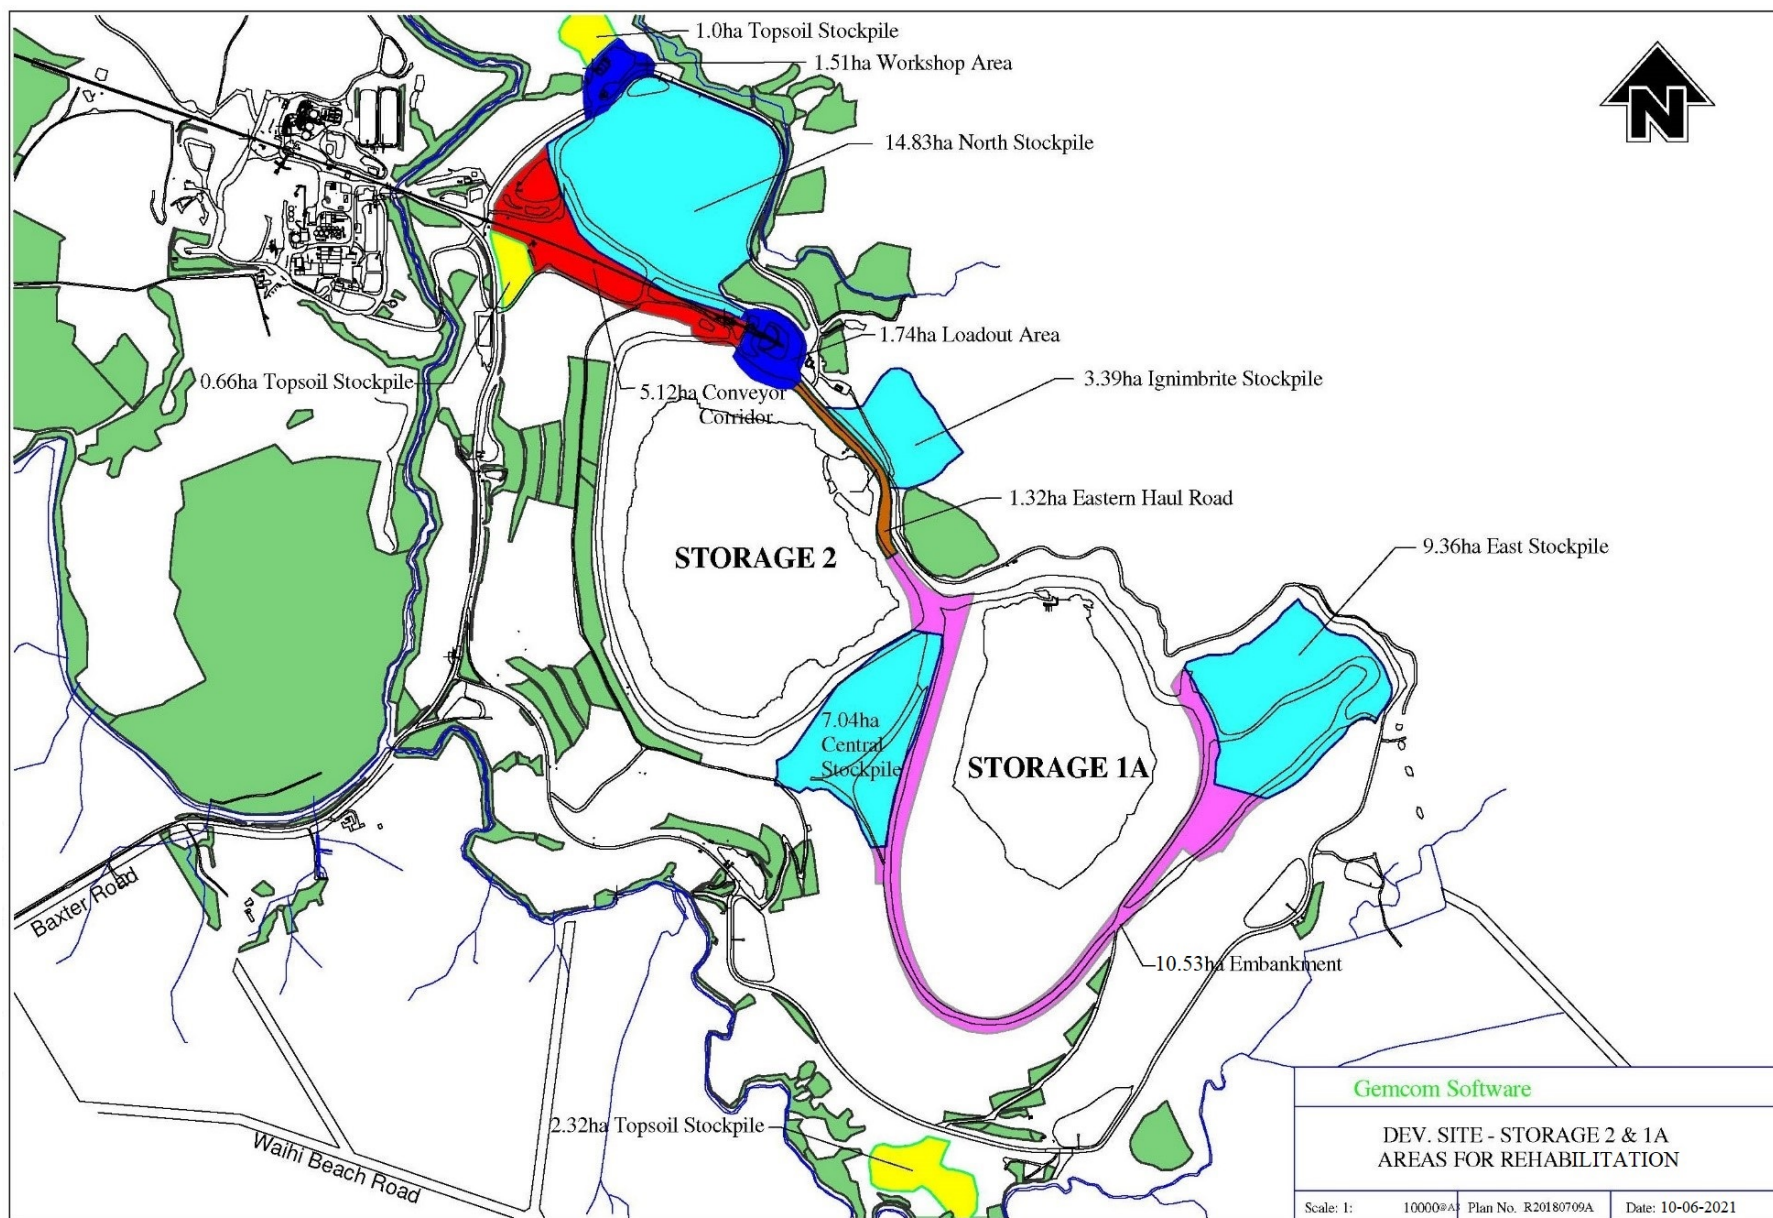 1.0ha Topsoil Stockpile
1.51ha Workshop Area
N
14.83ha North Stockpile
1.74ha Loadout Area
0.66ha Topsoil Stockpile
5.12ha Conveyor
Corridor
3.39ha Ignimbrite Stockpile
1.32ha Eastern Haul Road
STORAGE 2
9.36ha East Stockpile
7.04ha
Central
Stockpile
STORAGE 1A
Baxter Road
10.53ha Embankment
2.32ha Topsoil Stockpile
Waihi Beach Road
Gemcom Software
DEV. SITE - STORAGE 2 & 1A
AREAS FOR REHABILITATION
Scale: 1: 10000@A3 Plan No. R20180709A Date: 10-06-2021